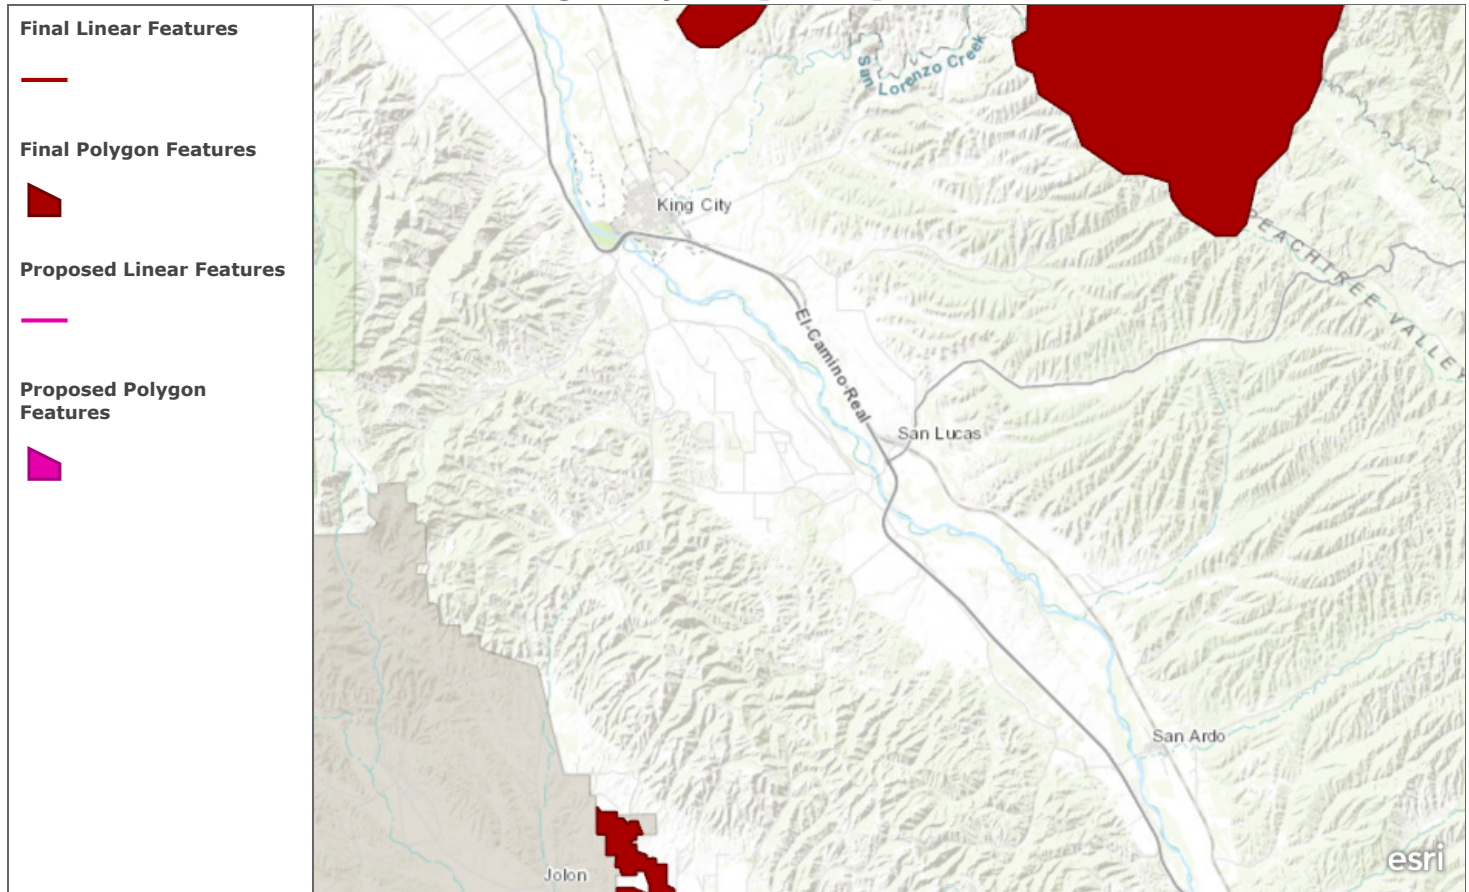 Final Linear Features
Final Polygon Features
Proposed Linear Features
Proposed Polygon
Features
San Lorenzo Creek
King City
PEACHTREE VALLEY
El Camino Real
San Lucas
San Ardo
Jolon
esri